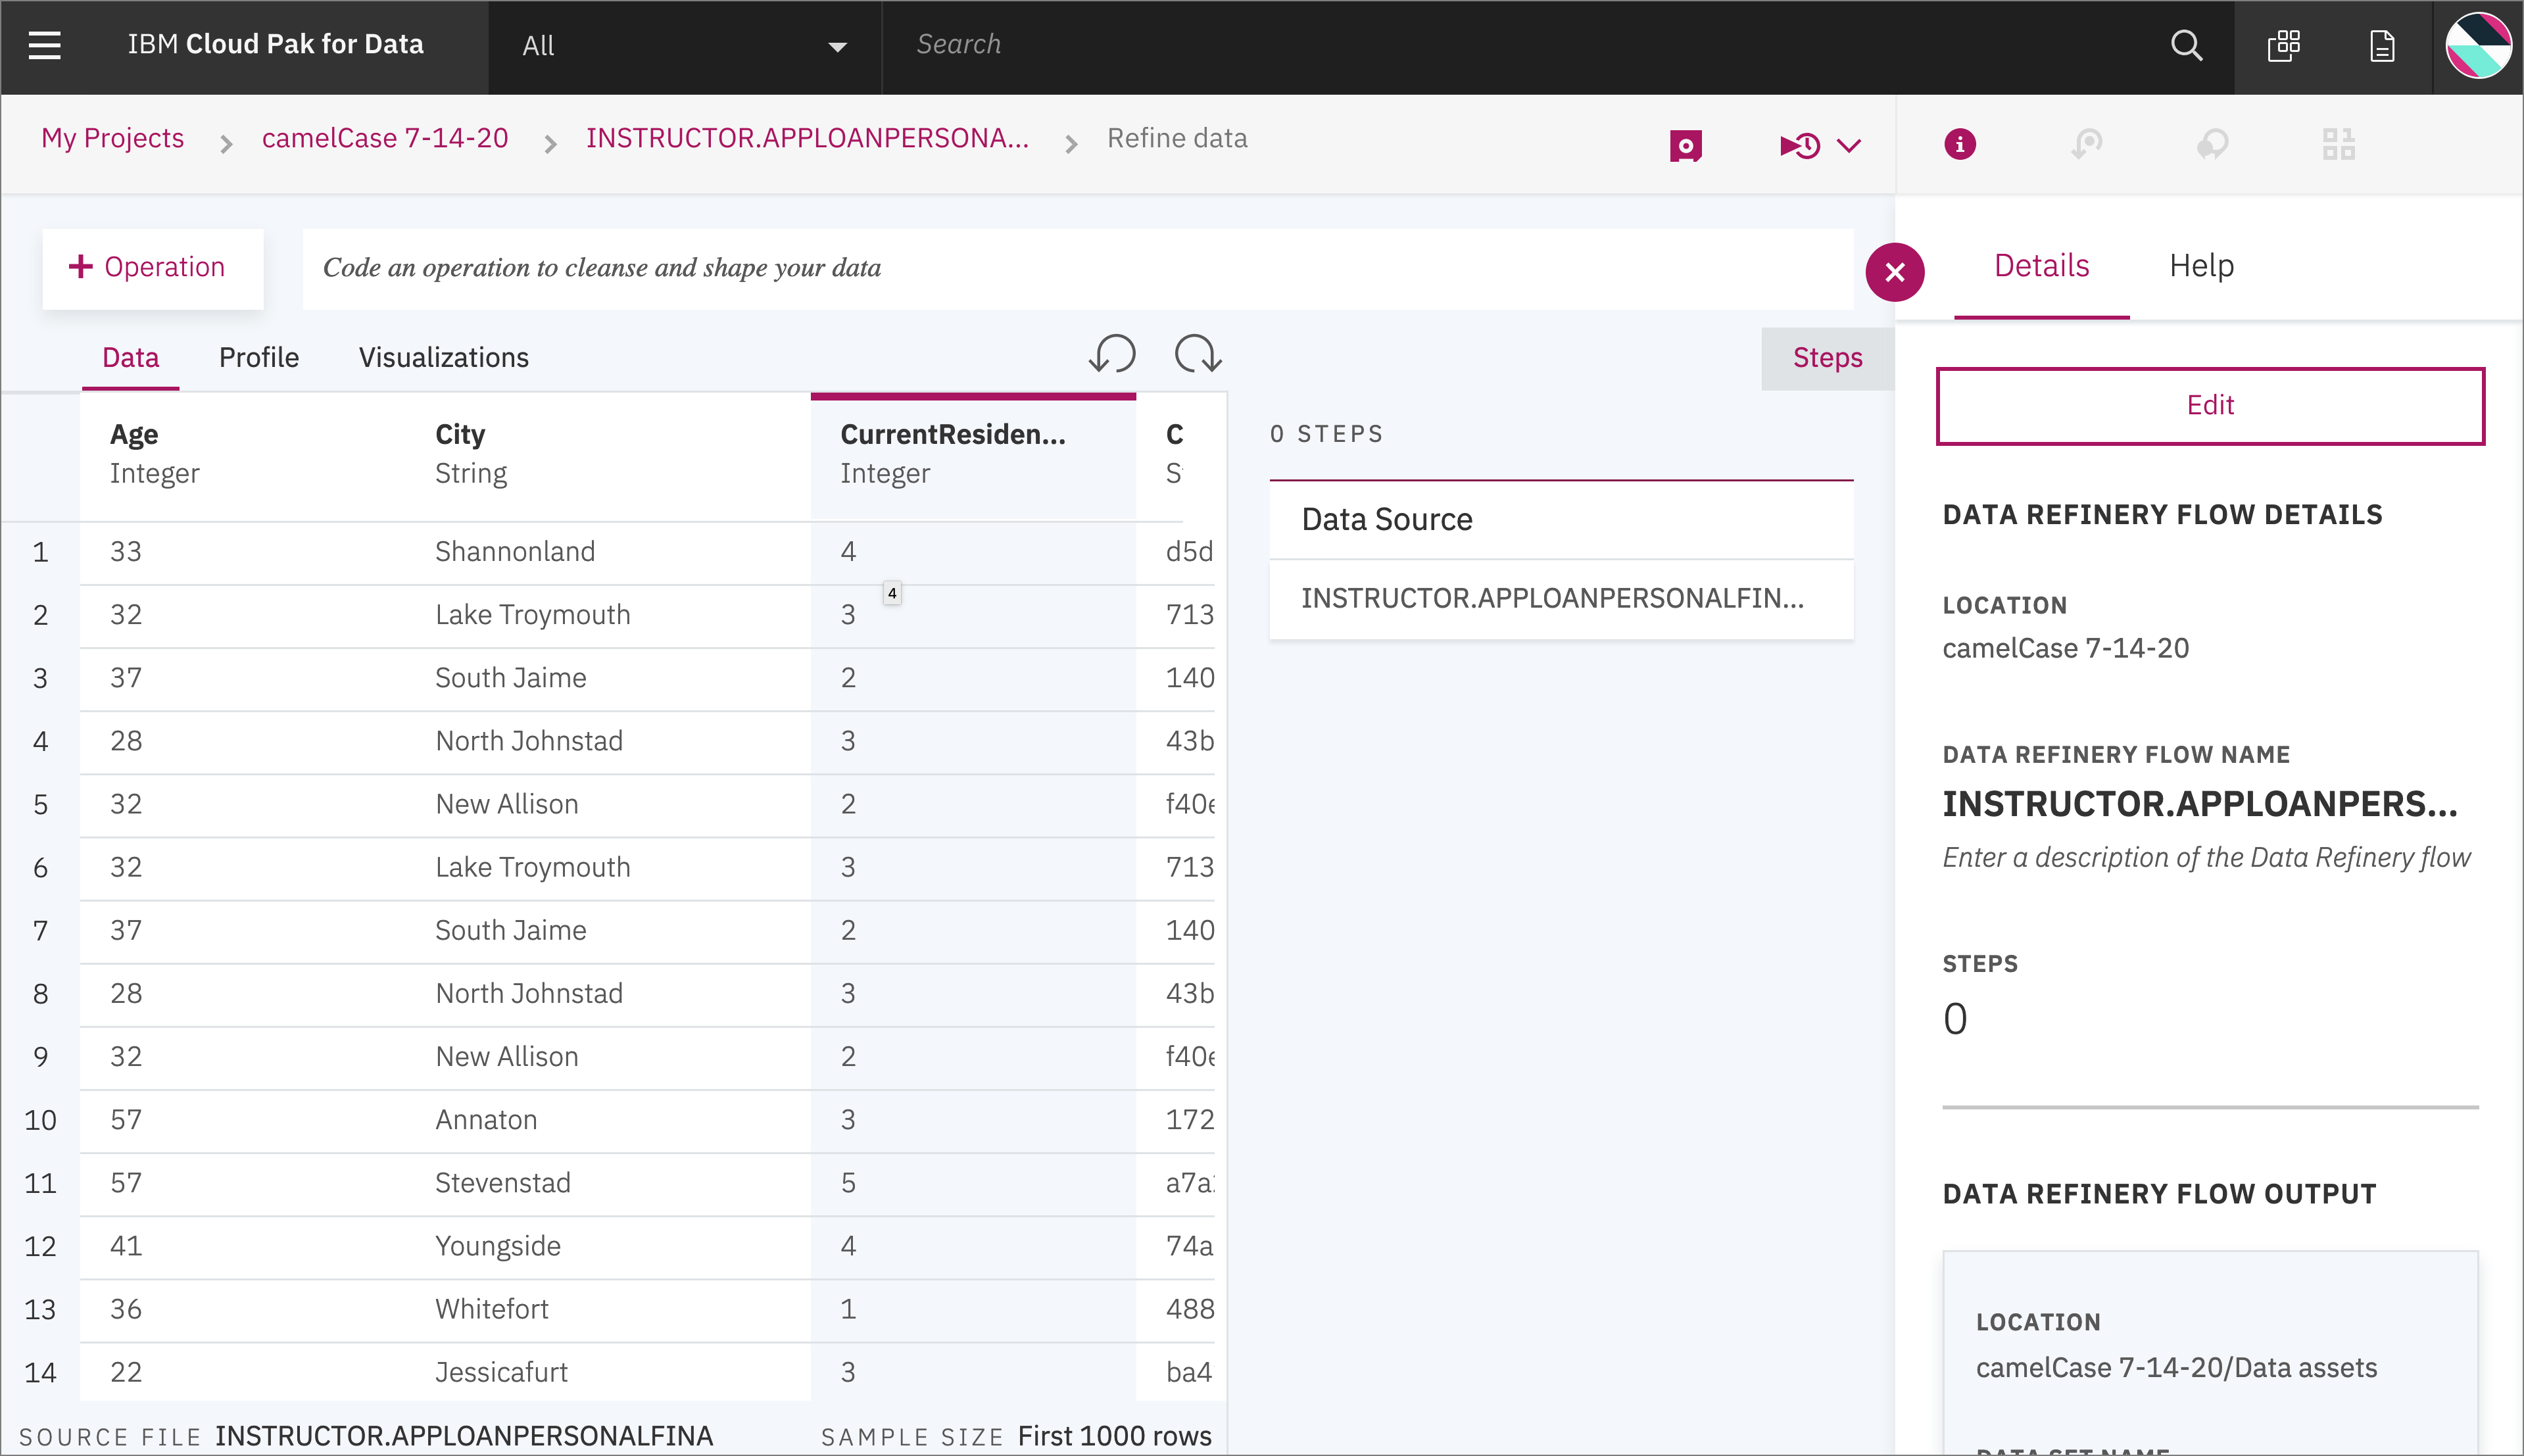 IBM Cloud Pak for Data
All
Search
My Projects
camelCase 7-14-20
INSTRUCTOR.APPLOANPERSONA...
Refine data
Operation
Code an operation to cleanse and shape your data
Data Profile Visualizations
Steps
Age City CurrentResiden... C
Integer String Integer S
1 33 Shannonland 4 d5d
4
2 32 Lake Troymouth 3 713
3 37 South Jaime 2 140
4 28 North Johnstad 3 43b
5 32 New Allison 2 f40e
6 32 Lake Troymouth 3 713
7 37 South Jaime 2 140
8 28 North Johnstad 3 43b
9 32 New Allison 2 f40e
10 57 Annaton 3 172
11 57 Stevenstad 5 a7a
12 41 Youngside 4 74a
13 36 Whitefort 1 488
14 22 Jessicafurt 3 ba4
SOURCE FILE INSTRUCTOR.APPLOANPERSONALFINA
SAMPLE SIZE First 1000 rows
0 STEPS
Data Source
INSTRUCTOR.APPLOANPERSONALFIN...
Details Help
Edit
DATA REFINERY FLOW DETAILS
LOCATION
camelCase 7-14-20
DATA REFINERY FLOW NAME
INSTRUCTOR.APPLOANPERS...
Enter a description of the Data Refinery flow
STEPS
0
DATA REFINERY FLOW OUTPUT
LOCATION
camelCase 7-14-20/Data assets
DATA SET NAME